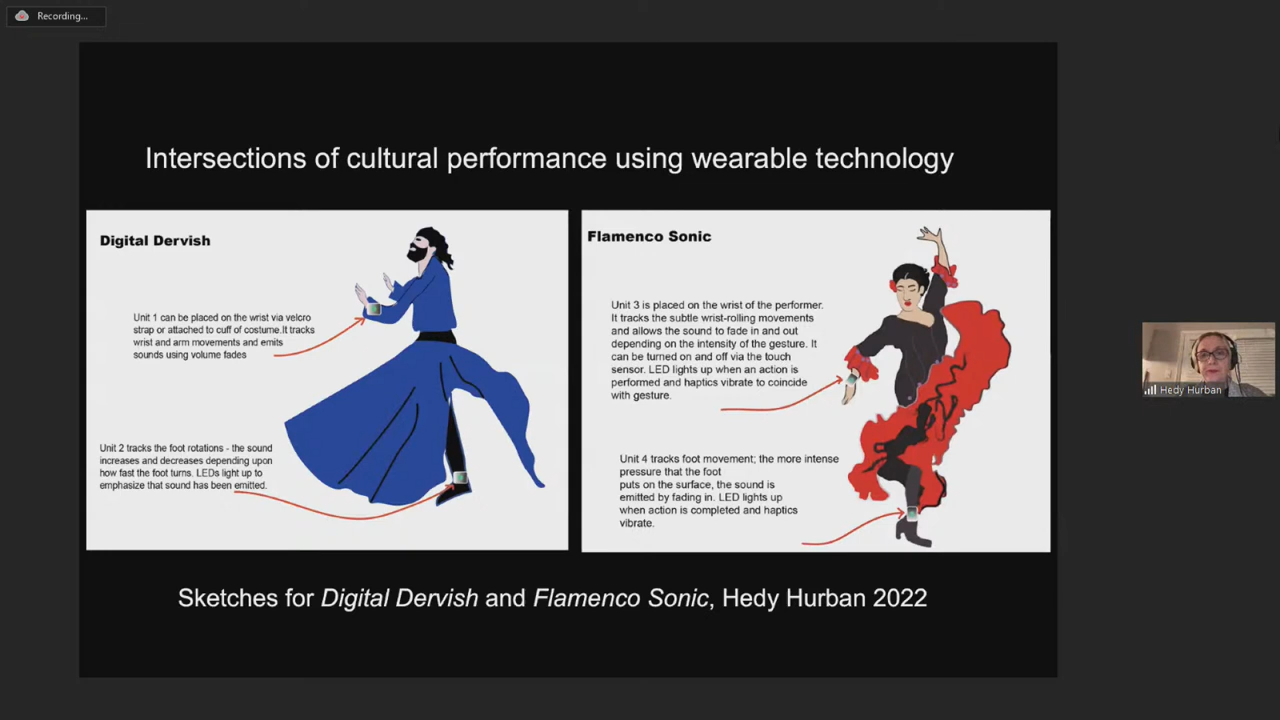 Recording...
Intersections of cultural performance using wearable technology
Digital Dervish
Unit 1 can be placed on the wrist via velcro
strap or attached to cuff of costume.It tracks
wrist and arm movements and emits
sounds using volume fades
Unit 2 tracks the foot rotations - the sound
increases and decreases depending upon
how fast the foot turns. LEDs light up to
emphasize that sound has been emitted.
Flamenco Sonic
Unit 3 is placed on the wrist of the performer.
It tracks the subtle wrist-rolling movements
and allows the sound to fade in and out
depending on the intensity of the gesture. It
can be turned on and off via the touch
sensor. LED lights up when an action is
performed and haptics vibrate to coincide
with gesture.
Unit 4 tracks foot movement; the more intense
pressure that the foot
puts on the surface, the sound is
emitted by fading in. LED lights up
when action is completed and haptics
vibrate.
Sketches for Digital Dervish and Flamenco Sonic, Hedy Hurban 2022
Hedy Hurban